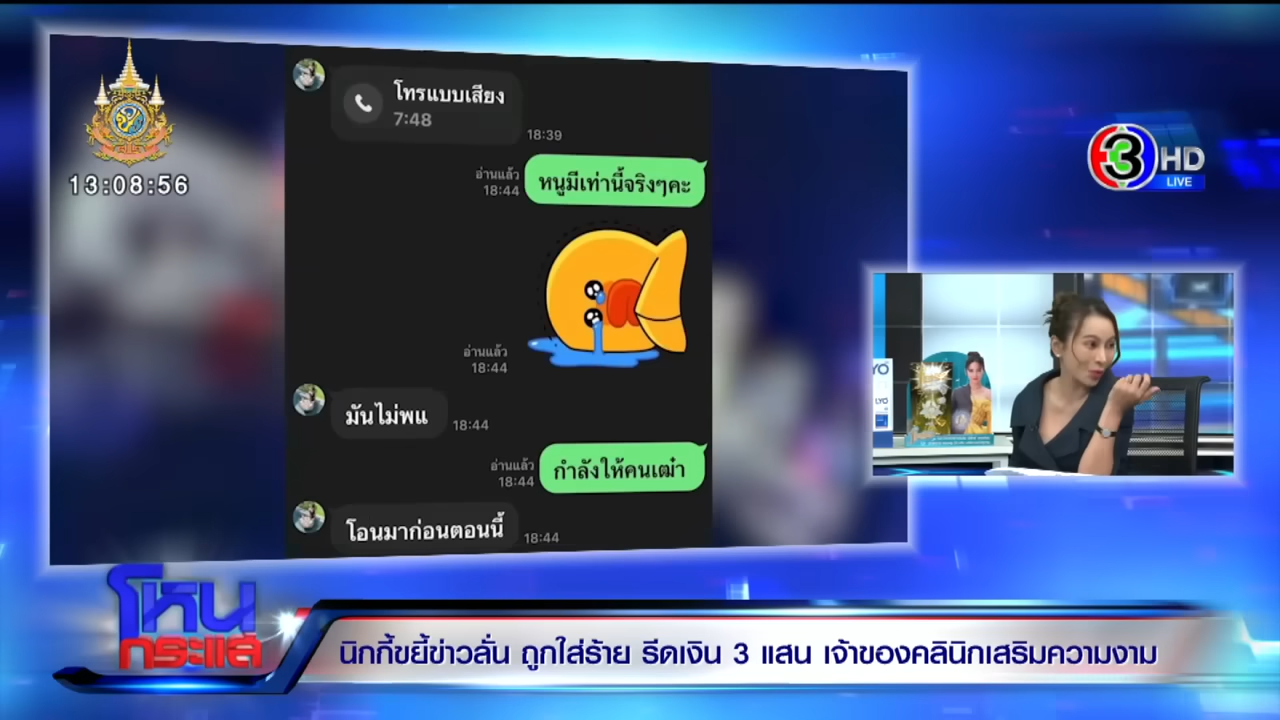 13:08:56
3 HD
LIVE
โทรแบบเสียง
7:48
18:39
อ่านแล้ว
18:44
หนูมีเท่านี้จริงๆคะ
อ่านแล้ว
18:44
มันไม่พแ
18:44
อ่านแล้ว
18:44
กำลังให้คนเฒ๋า
โอนมาก่อนตอนนี้
18:44
LYO
โหนกระแส
นิกกี้ขยี้ข่าวลั่น ถูกใส่ร้าย รีดเงิน 3 แสน เจ้าของคลินิกเสริมความงาม